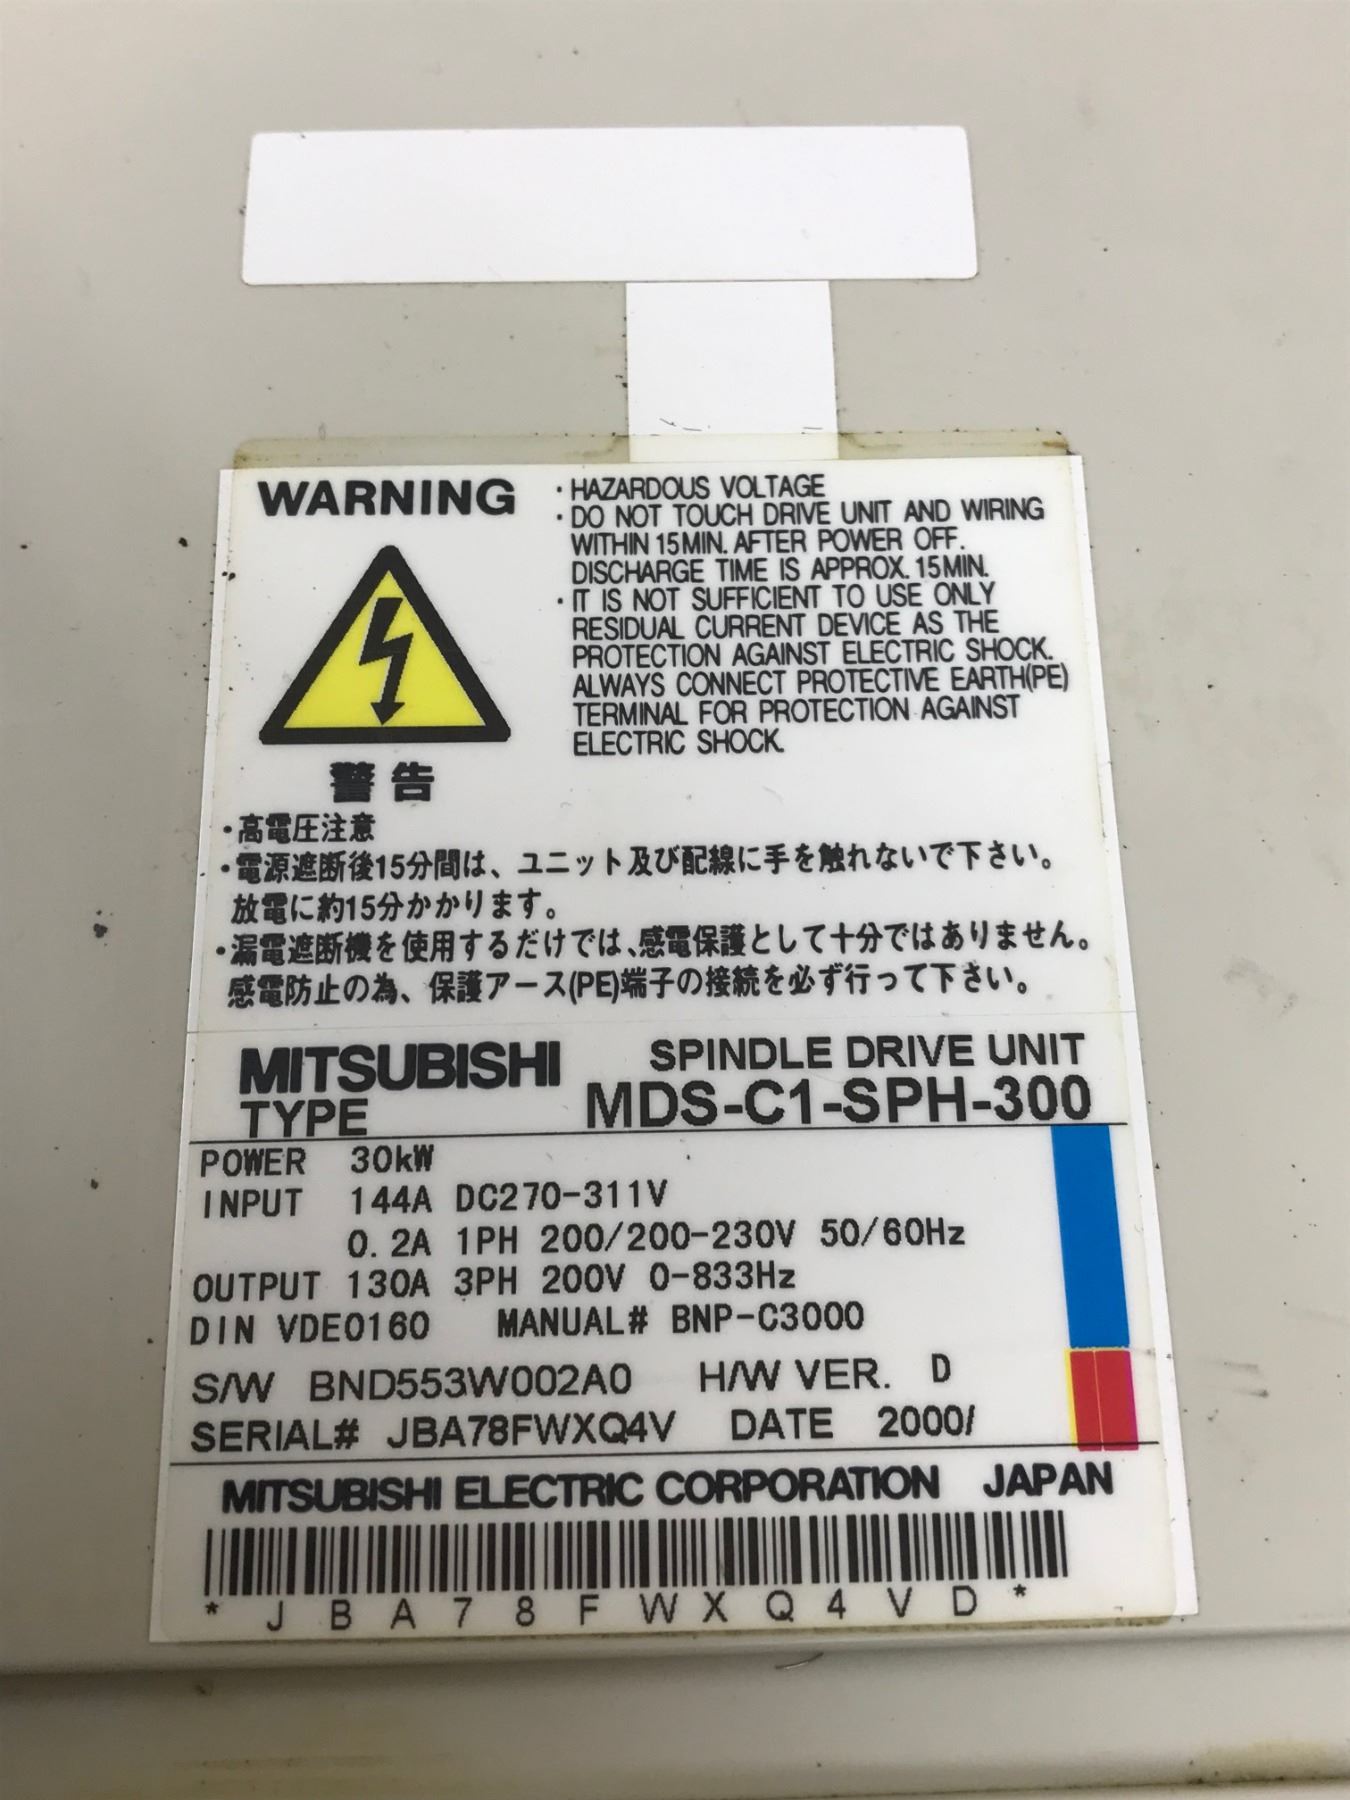 WARNING
・HAZARDOUS VOLTAGE
・DO NOT TOUCH DRIVE UNIT AND WIRING
WITHIN 15MIN. AFTER POWER OFF.
DISCHARGE TIME IS APPROX. 15MIN.
・IT IS NOT SUFFICIENT TO USE ONLY
RESIDUAL CURRENT DEVICE AS THE
PROTECTION AGAINST ELECTRIC SHOCK.
ALWAYS CONNECT PROTECTIVE EARTH(PE)
TERMINAL FOR PROTECTION AGAINST
ELECTRIC SHOCK.
警告
・高電圧注意
・電源遮断後15分間は、ユニット及び配線に手を触れないで下さい。
放電に約15分かかります。
・漏電遮断機を使用するだけでは、感電保護として十分ではありません。
感電防止の為、保護アース(PE)端子の接続を必ず行って下さい。
MITSUBISHI SPINDLE DRIVE UNIT
TYPE MDS-C1-SPH-300
POWER 30kW
INPUT 144A DC270-311V
0.2A 1PH 200/200-230V 50/60Hz
OUTPUT 130A 3PH 200V 0-833Hz
DIN VDE0160 MANUAL# BNP-C3000
S/W BND553W002A0 H/W VER. D
SERIAL# JBA78FWXQ4V DATE 2000/
MITSUBISHI ELECTRIC CORPORATION JAPAN
* J B A 7 8 F W X Q 4 V D *